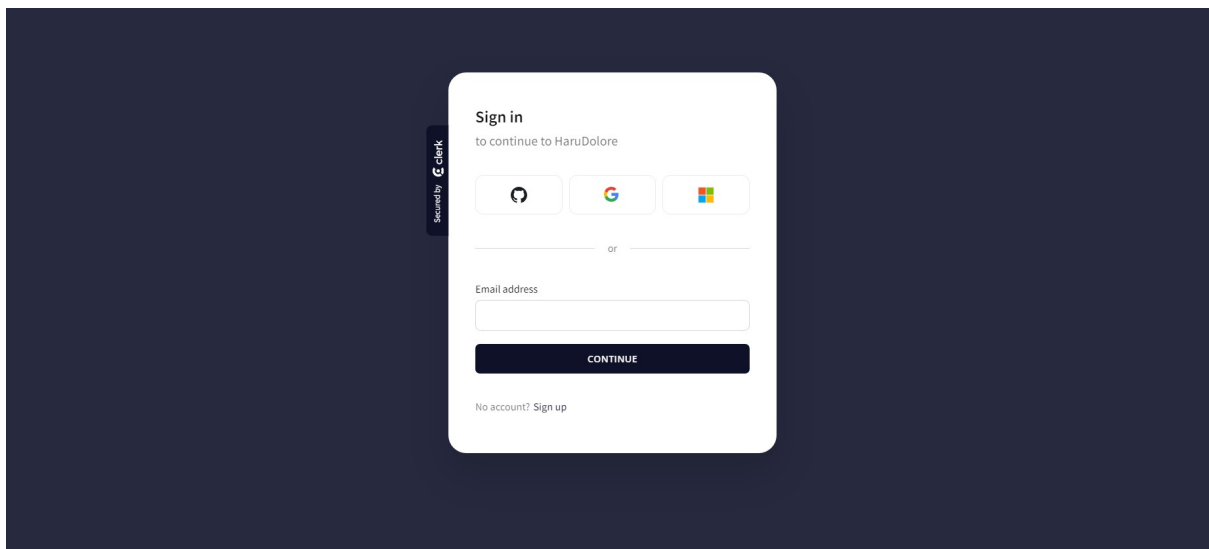 Sign in
to continue to HaruDolore
Secured by clerk
or
Email address
CONTINUE
No account? Sign up